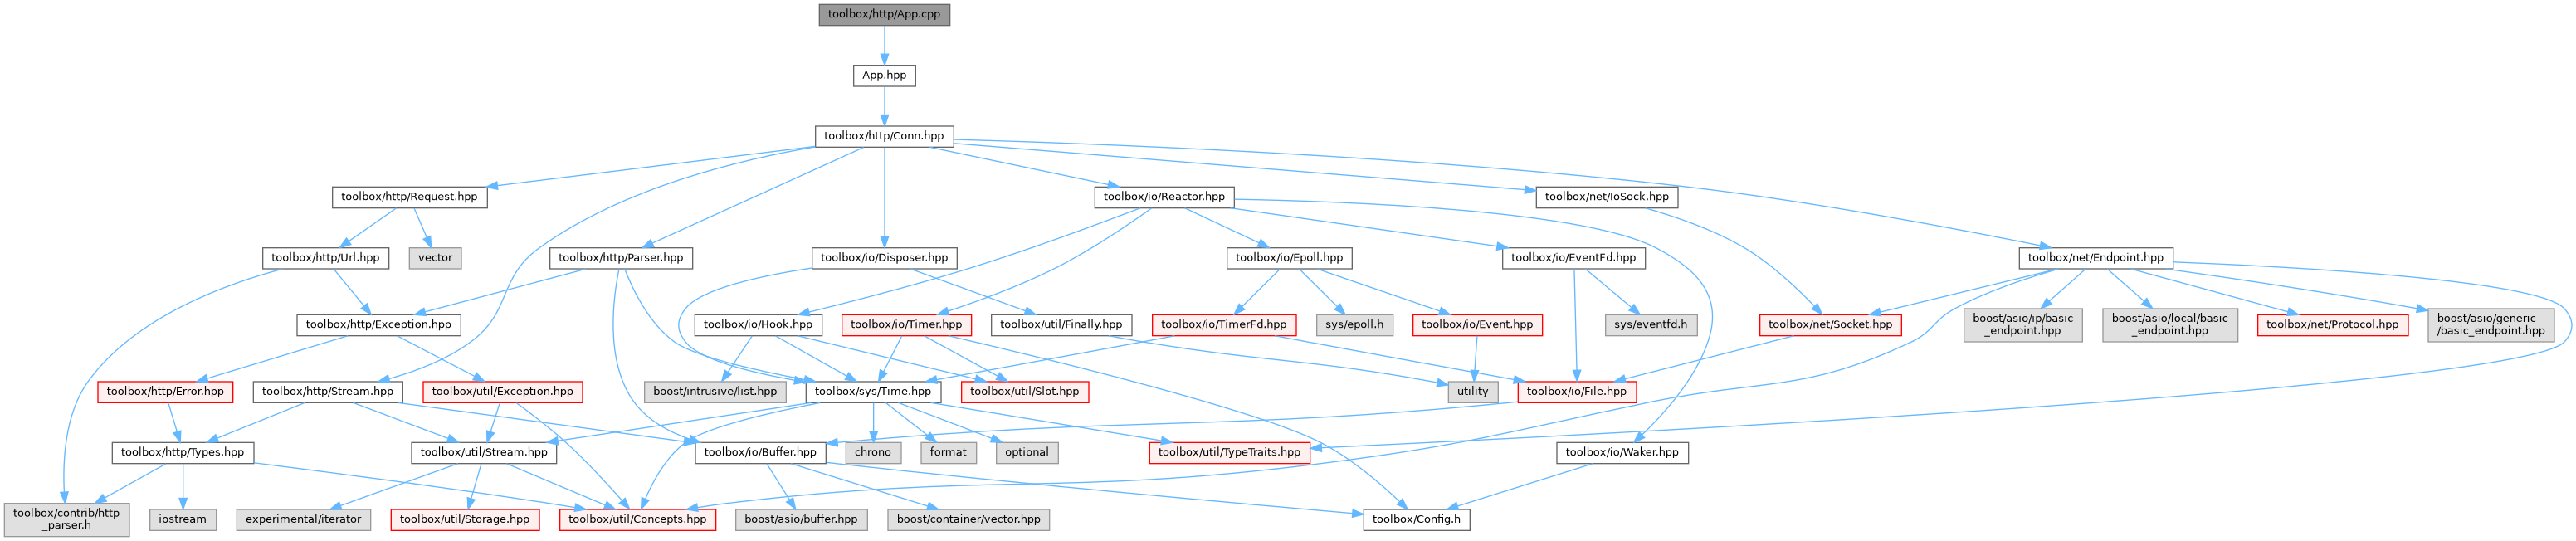 toolbox/http/App.cpp
App.hpp
toolbox/http/Conn.hpp
toolbox/http/Request.hpp
toolbox/io/Reactor.hpp
toolbox/net/IoSock.hpp
toolbox/http/Url.hpp
vector
toolbox/http/Parser.hpp
toolbox/io/Disposer.hpp
toolbox/io/Epoll.hpp
toolbox/io/EventFd.hpp
toolbox/net/Endpoint.hpp
toolbox/http/Exception.hpp
toolbox/io/Hook.hpp
toolbox/io/Timer.hpp
toolbox/util/Finally.hpp
toolbox/io/TimerFd.hpp
sys/epoll.h
toolbox/io/Event.hpp
sys/eventfd.h
toolbox/net/Socket.hpp
boost/asio/ip/basic
_endpoint.hpp
boost/asio/local/basic
_endpoint.hpp
toolbox/net/Protocol.hpp
boost/asio/generic
/basic_endpoint.hpp
toolbox/http/Error.hpp
toolbox/http/Stream.hpp
toolbox/util/Exception.hpp
boost/intrusive/list.hpp
toolbox/sys/Time.hpp
toolbox/util/Slot.hpp
utility
toolbox/io/File.hpp
toolbox/http/Types.hpp
toolbox/util/Stream.hpp
toolbox/io/Buffer.hpp
chrono
format
optional
toolbox/util/TypeTraits.hpp
toolbox/io/Waker.hpp
toolbox/contrib/http
_parser.h
iostream
experimental/iterator
toolbox/util/Storage.hpp
toolbox/util/Concepts.hpp
boost/asio/buffer.hpp
boost/container/vector.hpp
toolbox/Config.h